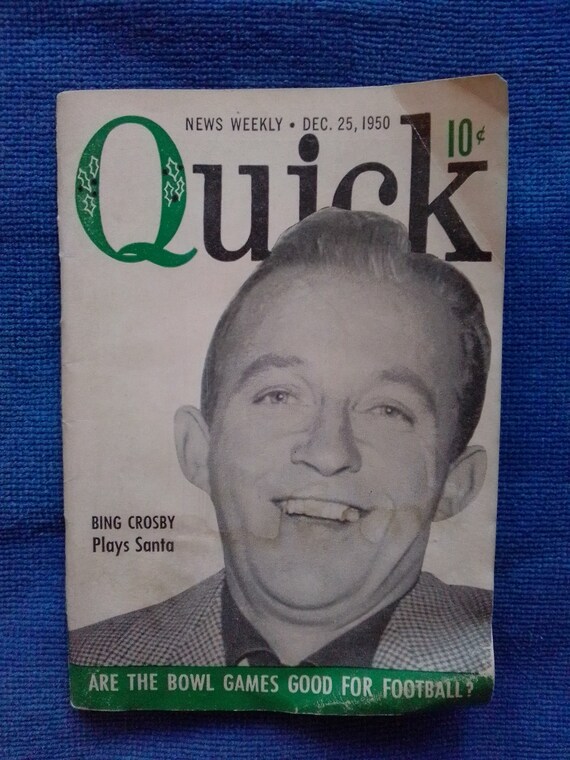 NEWS WEEKLY • DEC. 25, 1950
10¢
Quick
BING CROSBY
Plays Santa
ARE THE BOWL GAMES GOOD FOR FOOTBALL?